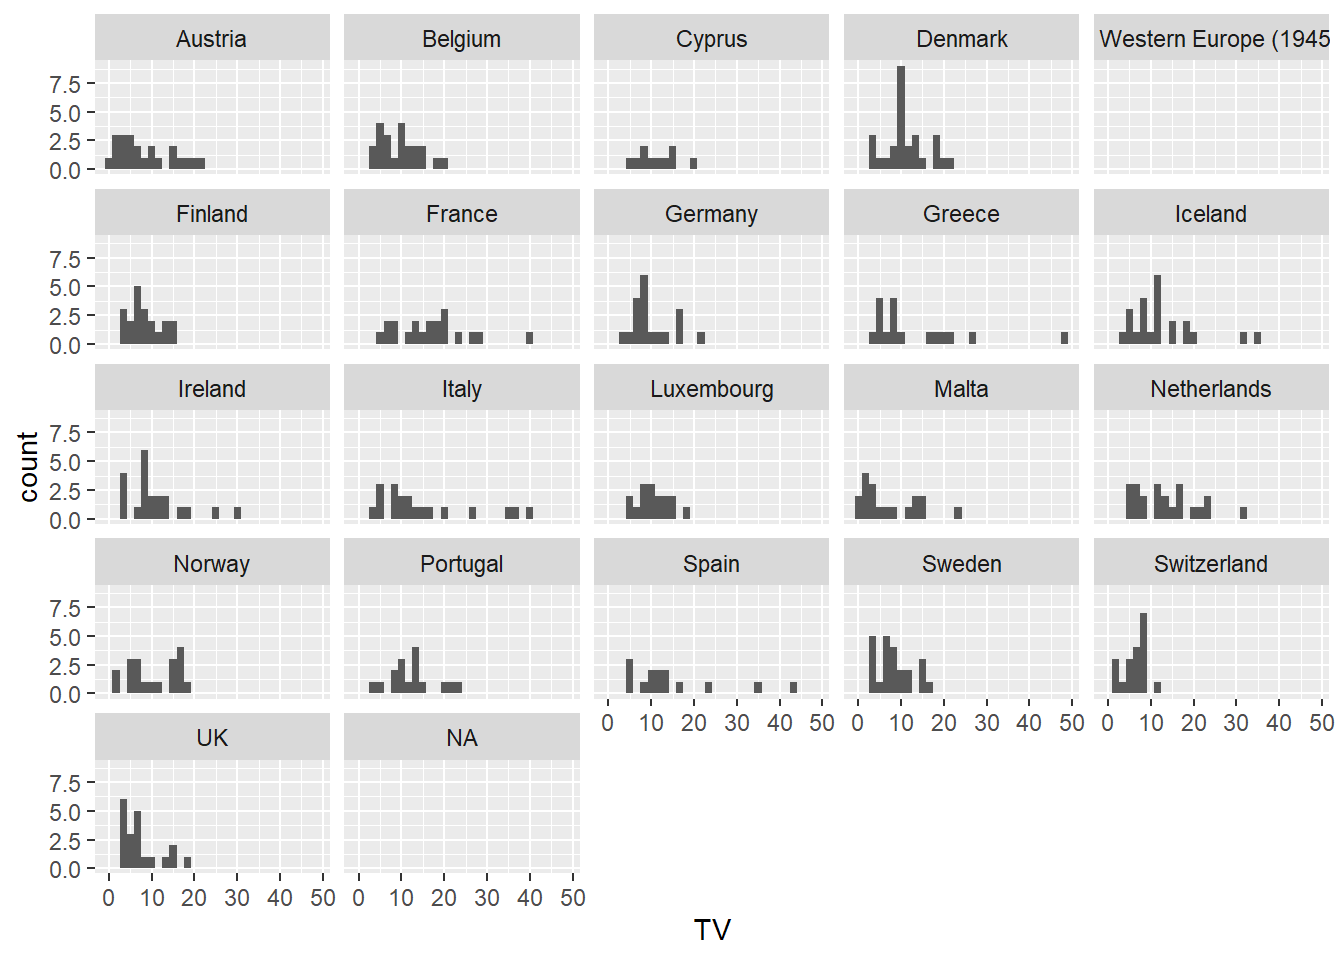 Austria Belgium Cyprus Denmark Western Europe (1945
7.5
5.0
2.5
0.0
Finland France Germany Greece Iceland
7.5
5.0
2.5
0.0
Ireland Italy Luxembourg Malta Netherlands
7.5
5.0
2.5
0.0
count
Norway Portugal Spain Sweden Switzerland
7.5
5.0
2.5
0.0
0 10 20 30 40 50 0 10 20 30 40 50 0 10 20 30 40 50
UK NA
7.5
5.0
2.5
0.0
0 10 20 30 40 50 0 10 20 30 40 50
TV